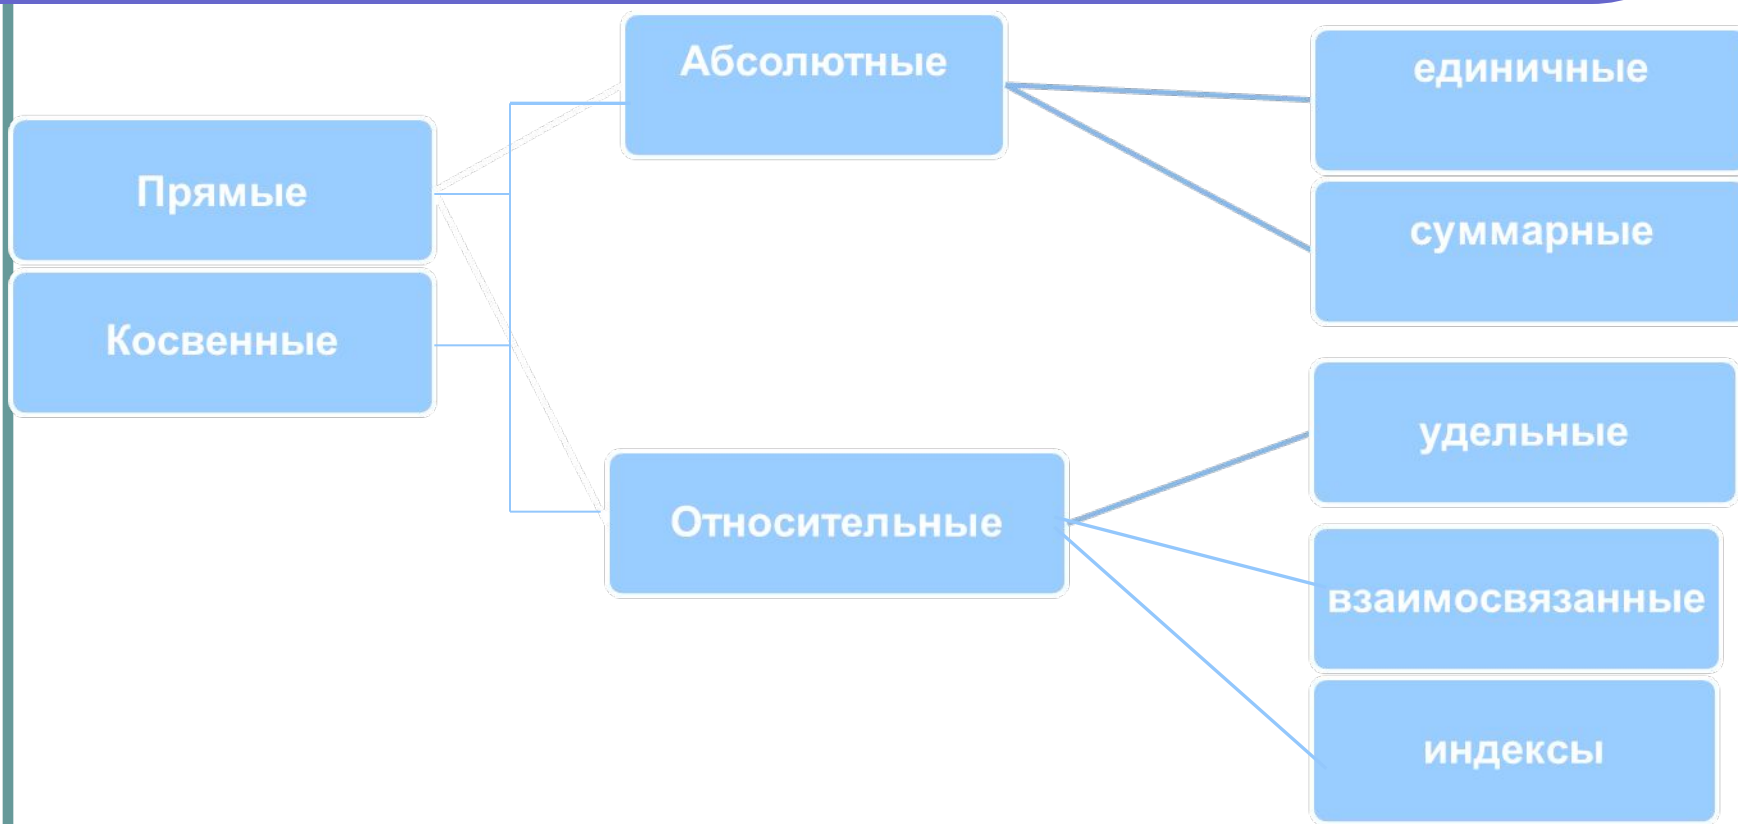 Прямые
Косвенные
Абсолютные
Относительные
единичные
суммарные
удельные
взаимосвязанные
индексы